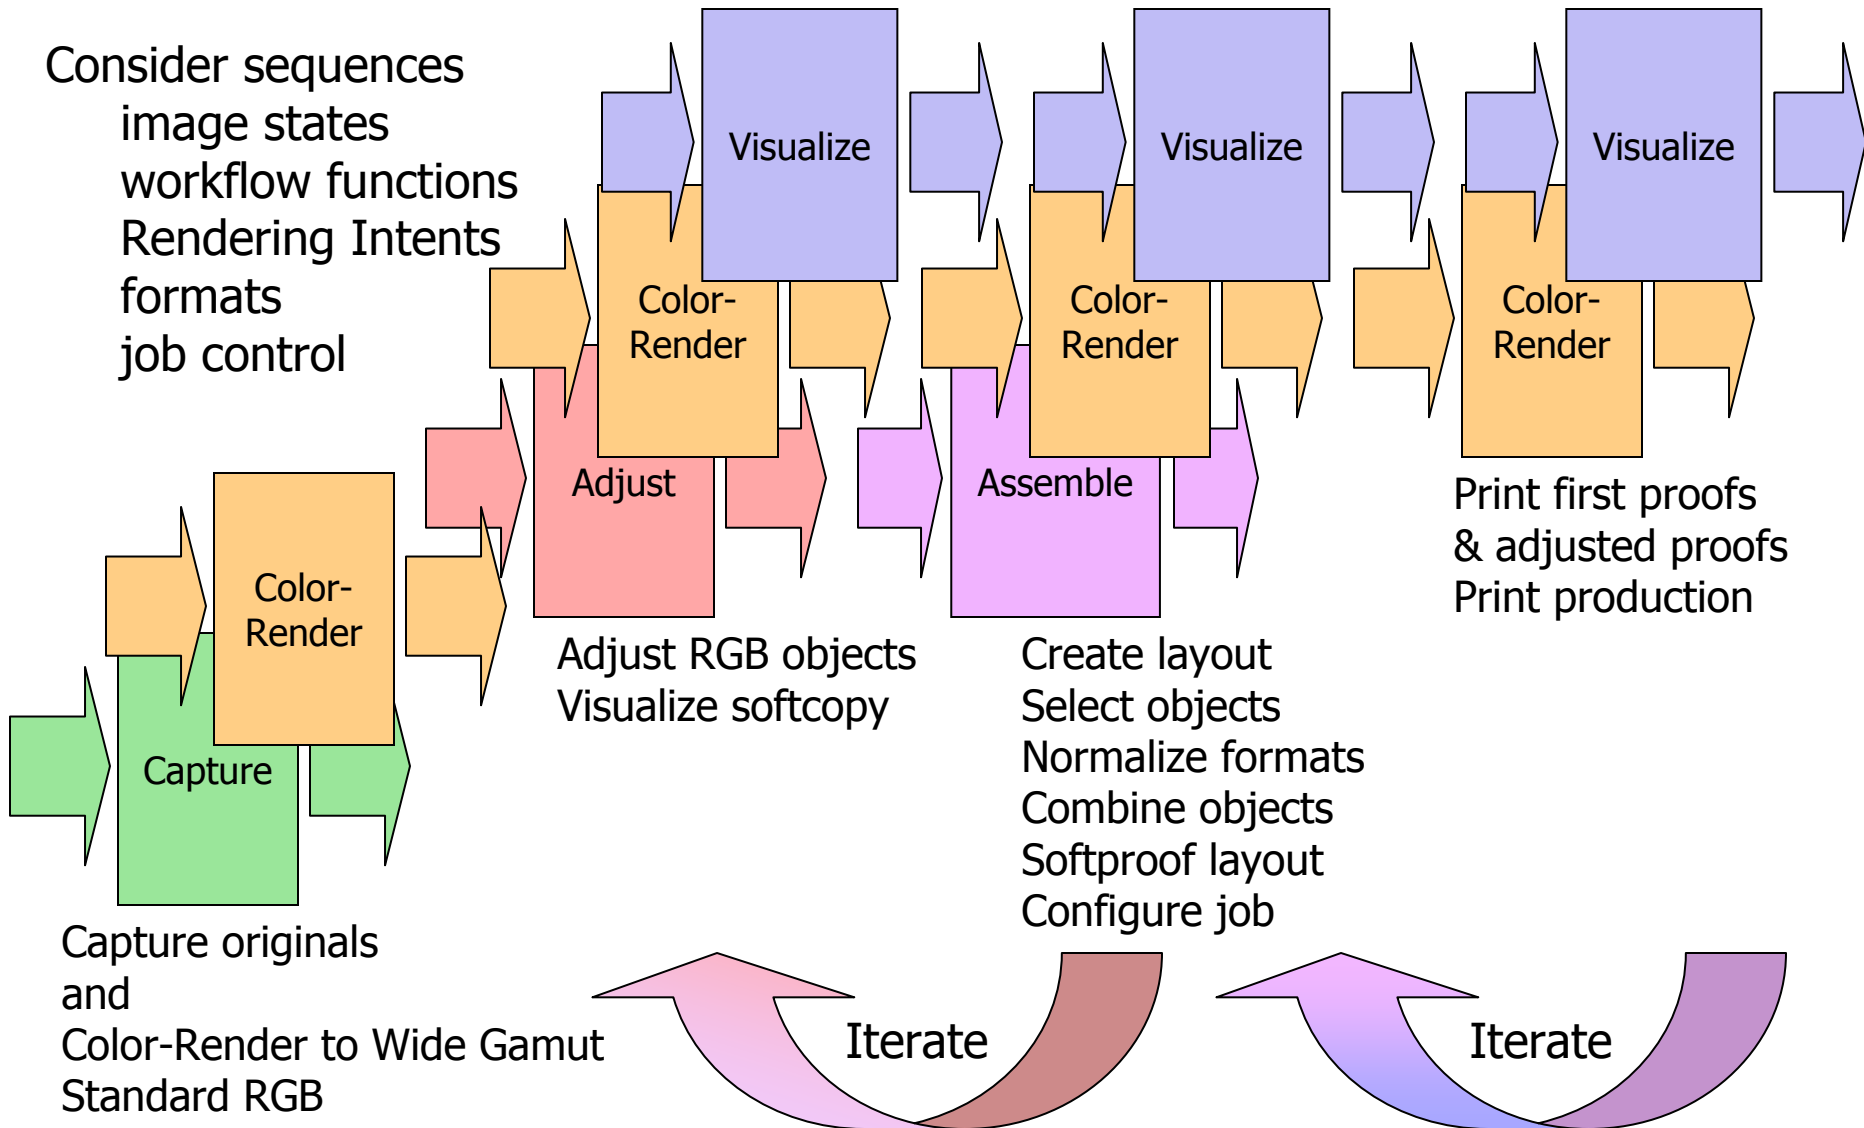 Consider sequences
image states
workflow functions
Rendering Intents
formats
job control
Visualize
Visualize
Visualize
Color-
Render
Color-
Render
Color-
Render
Adjust
Assemble
Color-
Render
Capture
Print first proofs
& adjusted proofs
Print production
Adjust RGB objects
Visualize softcopy
Create layout
Select objects
Normalize formats
Combine objects
Softproof layout
Configure job
Capture originals
and
Color-Render to Wide Gamut
Standard RGB
Iterate
Iterate